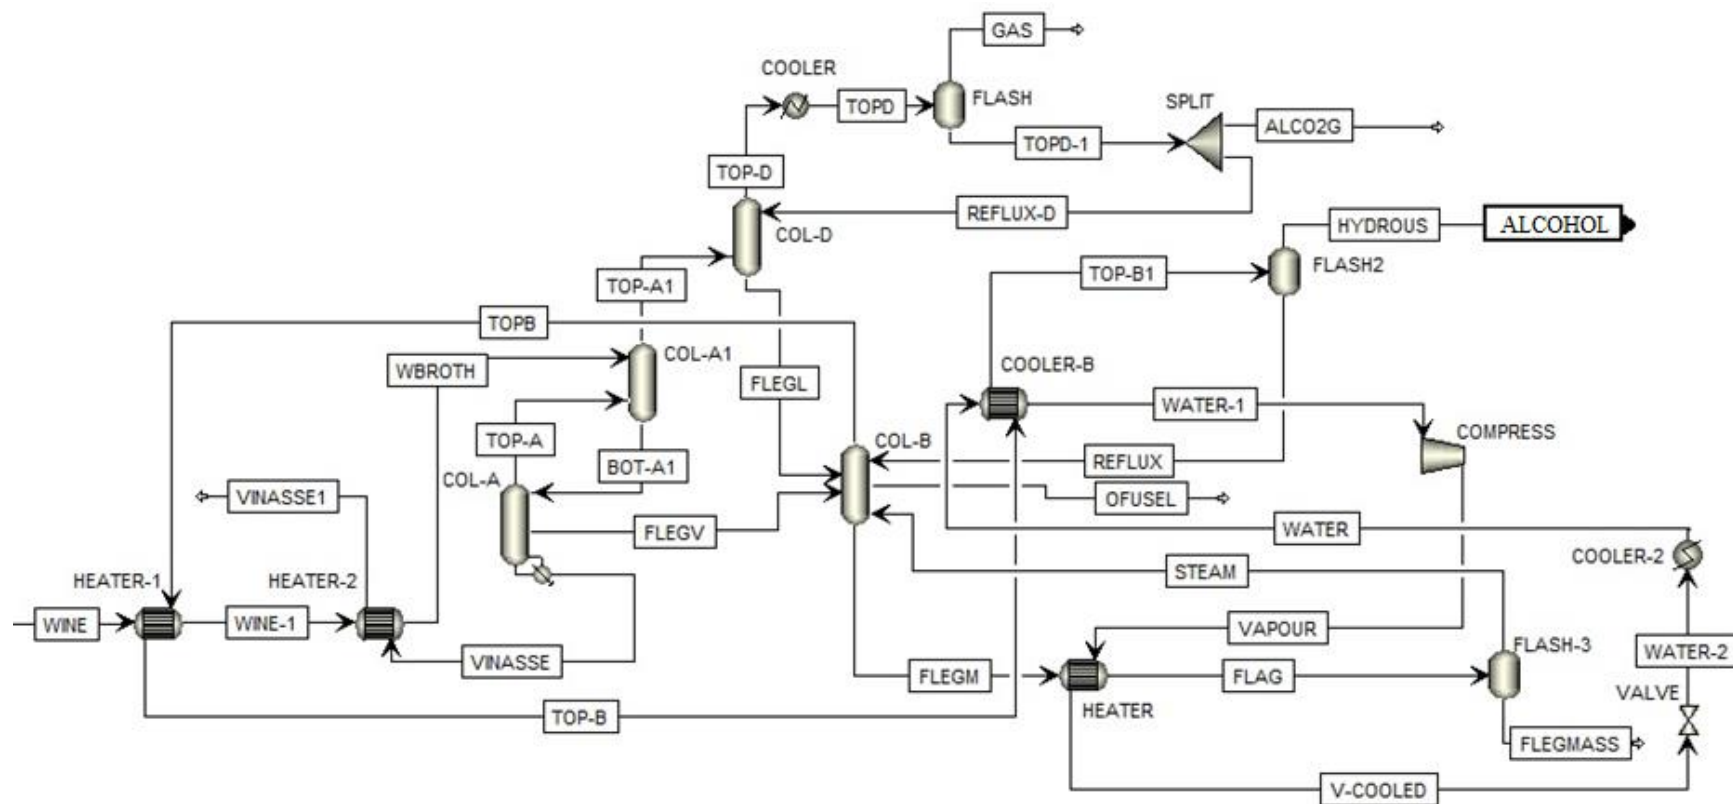 GAS
COOLER
TOPD
FLASH
SPLIT
ALCO2G
TOPD-1
TOP-D
REFLUX-D
COL-D
HYDROUS
ALCOHOL
TOP-B1
FLASH2
TOP-A1
TOPB
COL-A1
WBROTH
FLEGL
COOLER-B
WATER-1
COMPRESS
TOP-A
BOT-A1
COL-B
REFLUX
COL-A
VINASSE1
OFUSEL
FLEGV
WATER
COOLER-2
HEATER-1
HEATER-2
STEAM
WINE
WINE-1
VAPOUR
FLASH-3
WATER-2
VINASSE
FLEGM
FLAG
VALVE
HEATER
TOP-B
FLEGMASS
V-COOLED